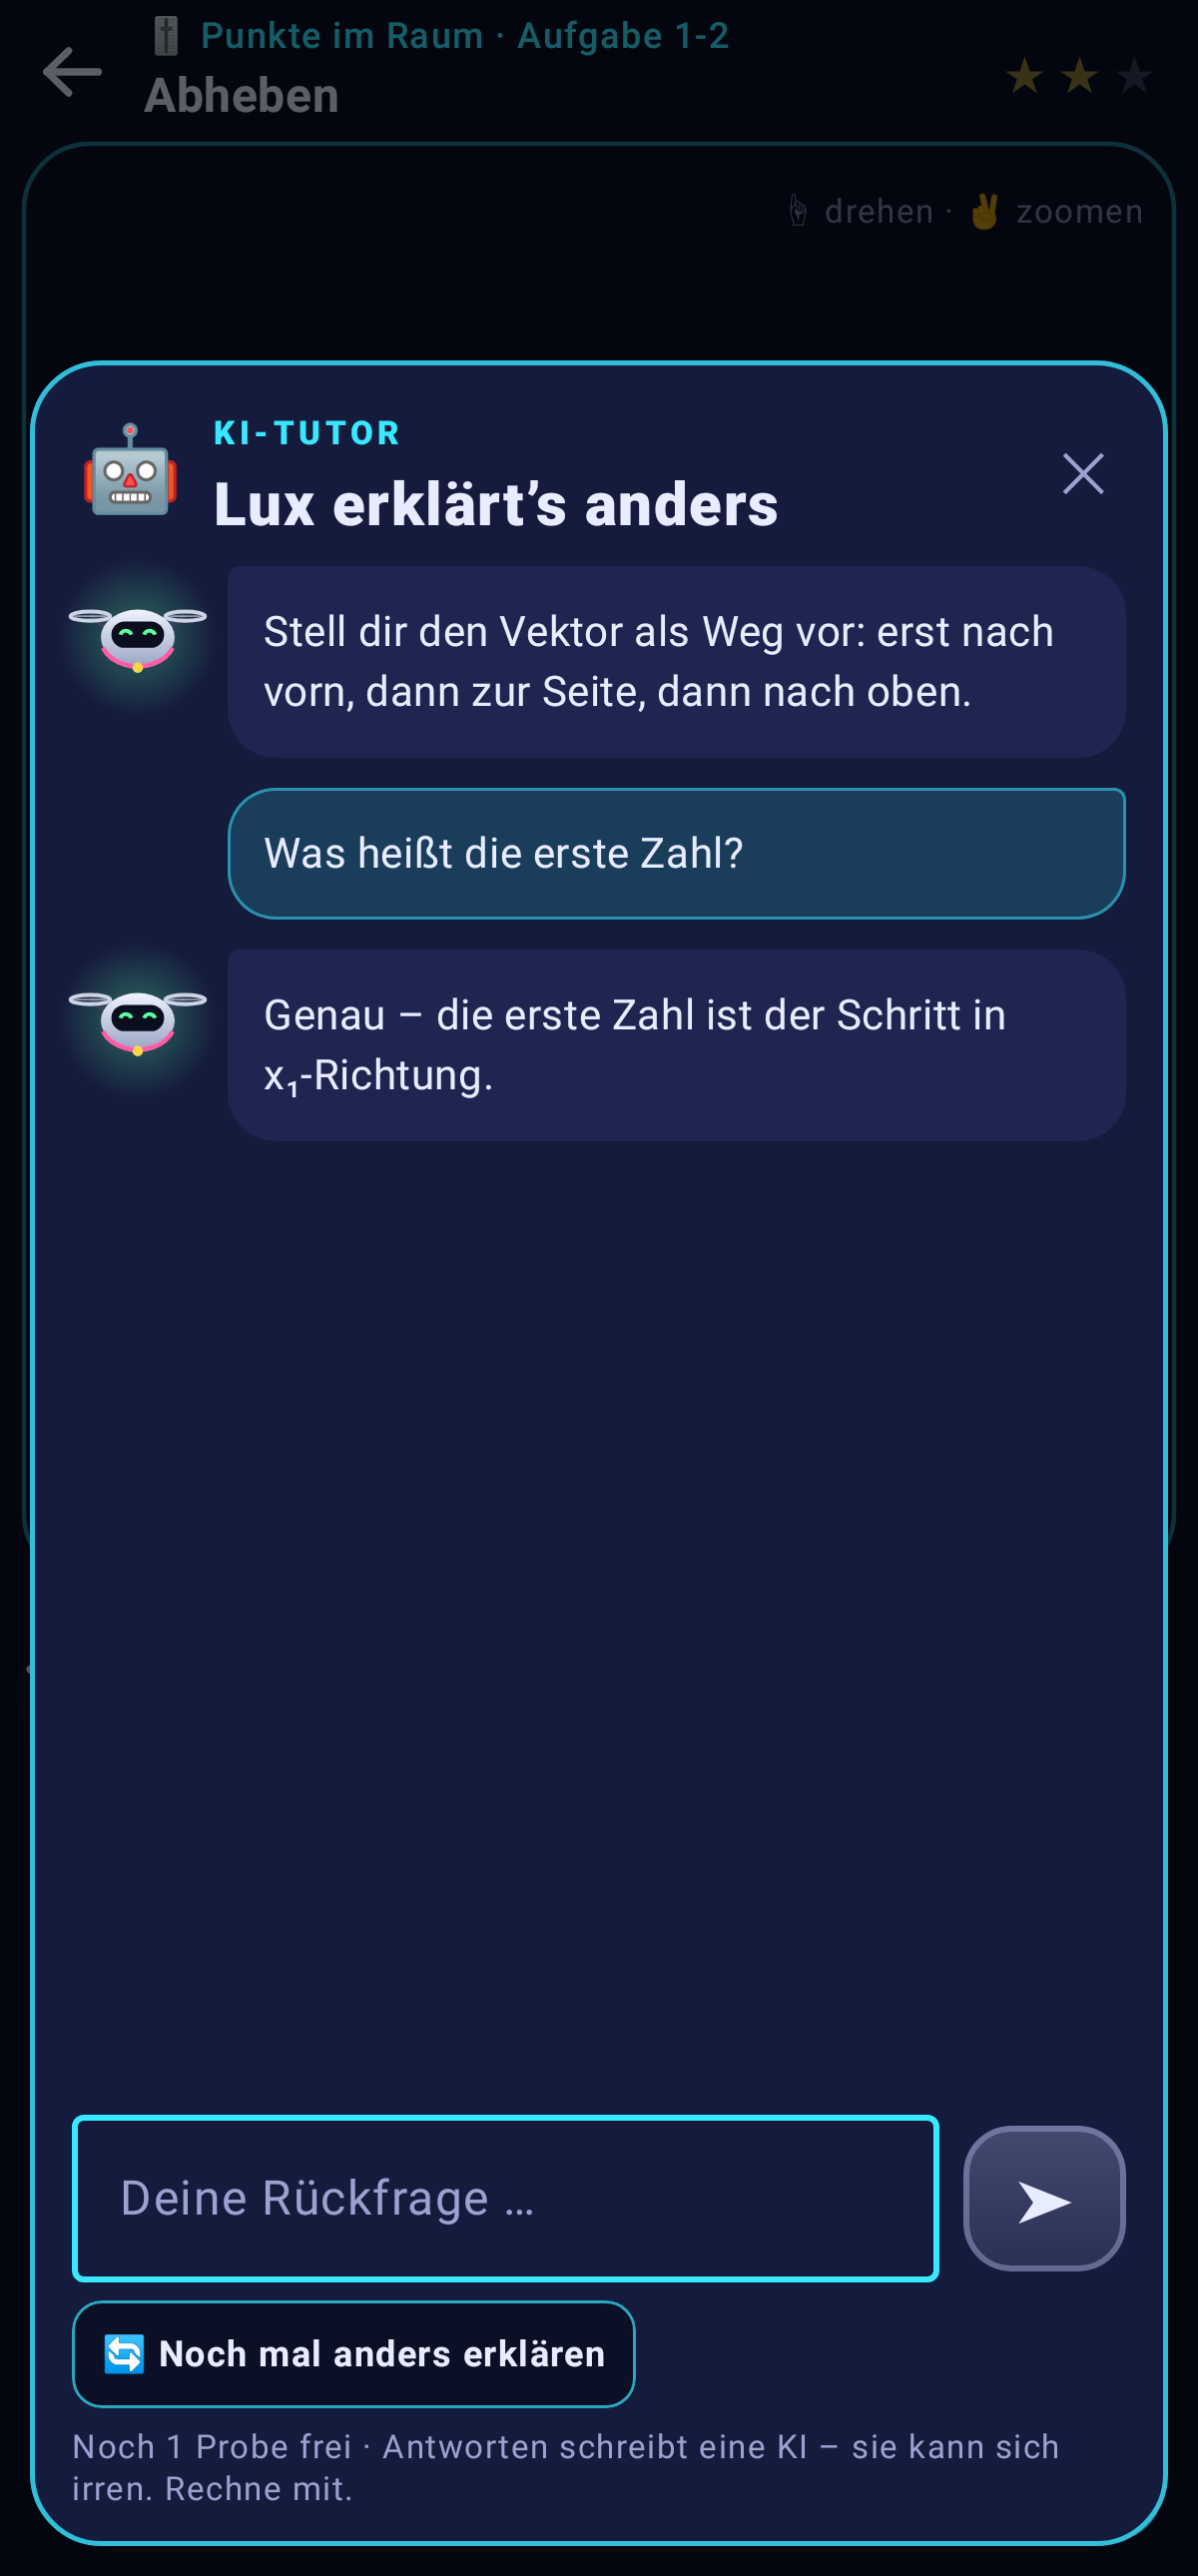 Punkte im Raum · Aufgabe 1-2
Abheben
drehen · zoomen
KI-TUTOR
Lux erklärt’s anders
Stell dir den Vektor als Weg vor: erst nach
vorn, dann zur Seite, dann nach oben.
Was heißt die erste Zahl?
Genau – die erste Zahl ist der Schritt in
x₁-Richtung.
Deine Rückfrage …
Noch mal anders erklären
Noch 1 Probe frei · Antworten schreibt eine KI – sie kann sich
irren. Rechne mit.